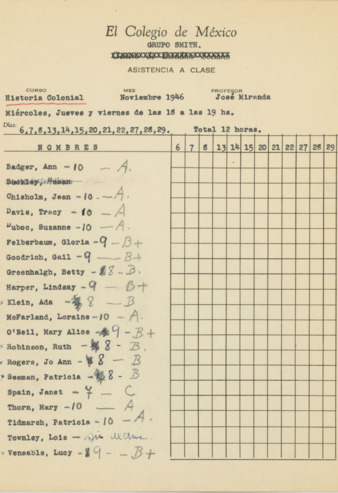 El Colegio de México
GRUPO SMITH.
ASISTENCIA A CLASE
CURSO MES PROFESOR
Historia Colonial Noviembre 1946 José Miranda
Miércoles, Jueves y viernes de las 18 a las 19 hs.
Días: 6,7,8,13,14,15,20,21,22,27,28,29. Total 12 horas.
NOMBRES 6 7 8 13 14 15 20 21 22 27 28 29
Badger, Ann -10 - A.
Buckley, Susan
Chisholm, Jean -10 - A.
Davis, Tracy -10 - A
Duboc, Suzanne -10 - A.
Felberbaum, Gloria -9 - B+
Goodrich, Gail -9 - B+
Greenhalgh, Betty -8 - B.
Harper, Lindsay -9 - B+
Klein, Ada -8 - B
McFarland, Loraine -10 - A.
O'Neil, Mary Alice -9 - B+
Robinson, Ruth -8 - B.
Rogers, Jo Ann -8 - B
Seaman, Patricia -8 - B
Spain, Janet -7 - C
Thorn, Mary -10 - A
Tidmarsh, Patricia -10 - A.
Townley, Lois
Veneable, Lucy -9 - B+